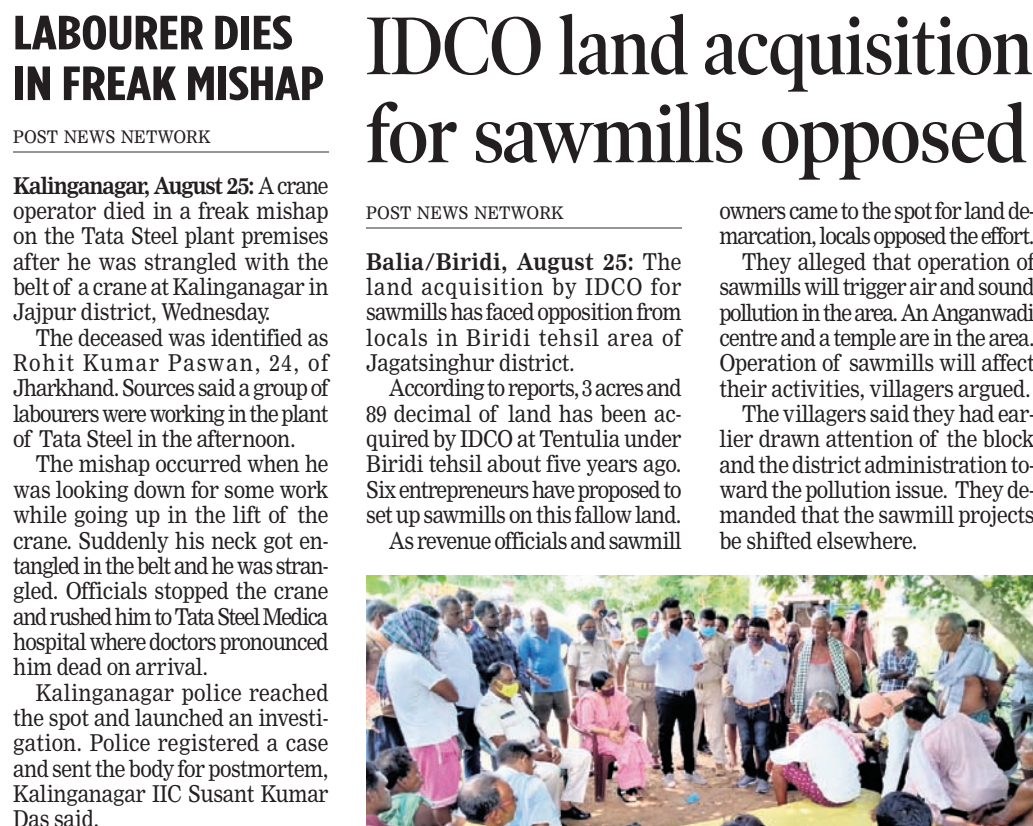 LABOURER DIES
IN FREAK MISHAP
POST NEWS NETWORK
Kalinganagar, August 25: A crane
operator died in a freak mishap
on the Tata Steel plant premises
after he was strangled with the
belt of a crane at Kalinganagar in
Jajpur district, Wednesday.
The deceased was identified as
Rohit Kumar Paswan, 24, of
Jharkhand. Sources said a group of
labourers were working in the plant
of Tata Steel in the afternoon.
The mishap occurred when he
was looking down for some work
while going up in the lift of the
crane. Suddenly his neck got en-
tangled in the belt and he was stran-
gled. Officials stopped the crane
and rushed him to Tata Steel Medica
hospital where doctors pronounced
him dead on arrival.
Kalinganagar police reached
the spot and launched an investi-
gation. Police registered a case
and sent the body for postmortem,
Kalinganagar IIC Susant Kumar
Das said.
IDCO land acquisition
for sawmills opposed
POST NEWS NETWORK
Balia/Biridi, August 25: The
land acquisition by IDCO for
sawmills has faced opposition from
locals in Biridi tehsil area of
Jagatsinghur district.
According to reports, 3 acres and
89 decimal of land has been ac-
quired by IDCO at Tentulia under
Biridi tehsil about five years ago.
Six entrepreneurs have proposed to
set up sawmills on this fallow land.
As revenue officials and sawmill
owners came to the spot for land de-
marcation, locals opposed the effort.
They alleged that operation of
sawmills will trigger air and sound
pollution in the area. An Anganwadi
centre and a temple are in the area.
Operation of sawmills will affect
their activities, villagers argued.
The villagers said they had ear-
lier drawn attention of the block
and the district administration to-
ward the pollution issue. They de-
manded that the sawmill projects
be shifted elsewhere.